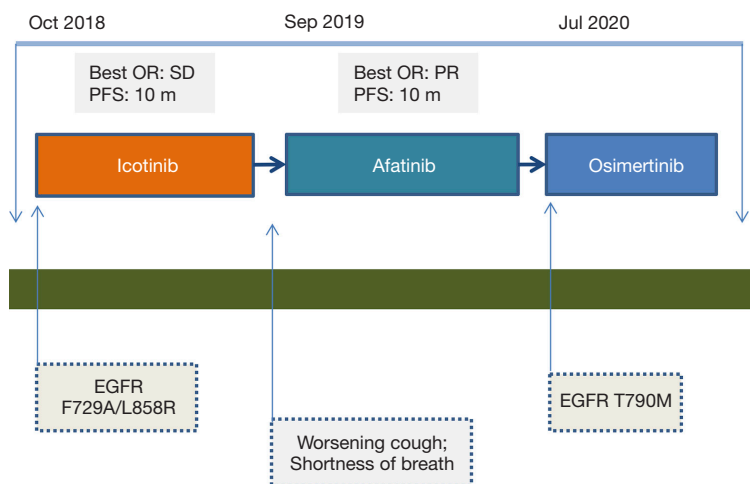 Oct 2018
Sep 2019
Jul 2020
Best OR: SD
PFS: 10 m
Best OR: PR
PFS: 10 m
Icotinib
Afatinib
Osimertinib
EGFR
F729A/L858R
EGFR T790M
Worsening cough;
Shortness of breath